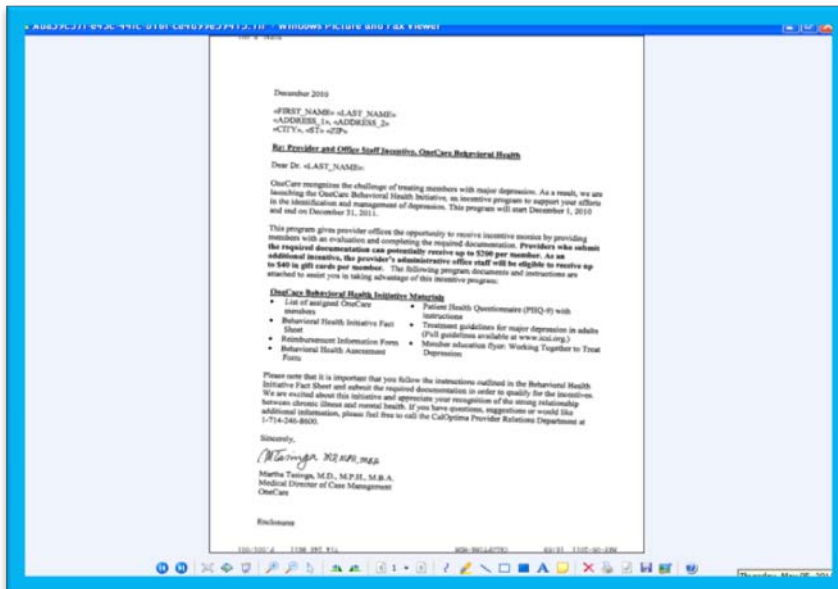 Windows Picture and Fax Viewer
December 2010
«FIRST_NAME» «LAST_NAME»
«ADDRESS_1», «ADDRESS_2»
«CITY», «ST» «ZIP»
Re: Provider and Office Staff Incentive, OneCare Behavioral Health
Dear Dr. «LAST_NAME»:
OneCare recognizes the challenge of treating members with major depression. As a result, we are
launching the OneCare Behavioral Health Initiative, an incentive program to support your efforts
in the identification and management of depression. This program will start December 1, 2010
and end on December 31, 2011.
This program gives provider offices the opportunity to receive incentive monies by providing
members with an evaluation and completing the required documentation. Providers who submit
the required documentation can potentially receive up to $200 per member. As an
additional incentive, the provider's administrative office staff will be eligible to receive up
to $40 in gift cards per member. The following program documents and instructions are
attached to assist you in taking advantage of this incentive program:
OneCare Behavioral Health Initiative Materials
• List of assigned OneCare
members
• Behavioral Health Initiative Fact
Sheet
• Reimbursement Information Form
• Behavioral Health Assessment
Form
• Patient Health Questionnaire (PHQ-9) with
instructions
• Treatment guidelines for major depression in adults
(Full guidelines available at www.icsi.org.)
• Member education flyer: Working Together to Treat
Depression
Please note that it is important that you follow the instructions outlined in the Behavioral Health
Initiative Fact Sheet and submit the required documentation in order to qualify for the incentives.
We are excited about this initiative and appreciate your recognition of the strong relationship
between chronic illness and mental health. If you have questions, suggestions or would like
additional information, please feel free to call the CalOptima Provider Relations Department at
1-714-246-8600.
Sincerely,
Martha Tasinga, M.D., M.P.H., M.B.A.
Medical Director of Case Management
OneCare
Enclosures
1
Thursday, May 05,